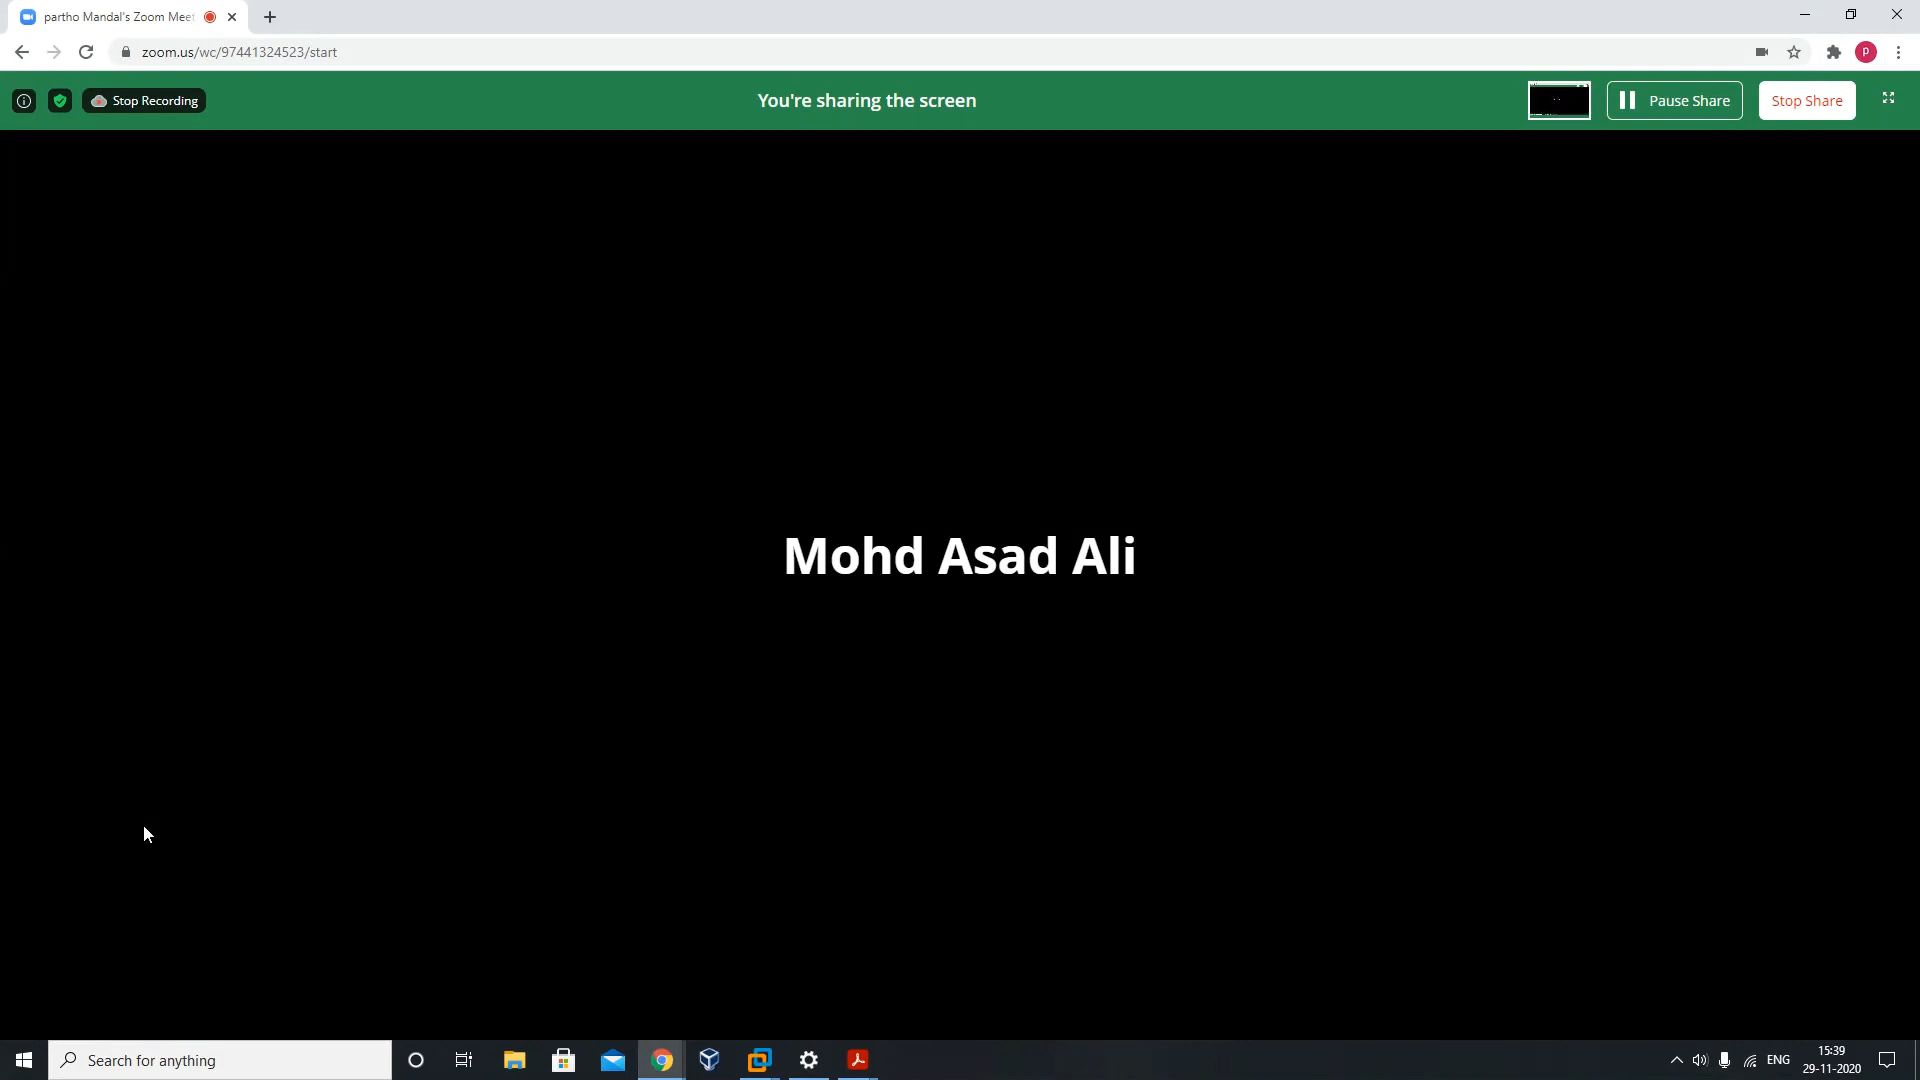 partho Mandal's Zoom Meet
zoom.us/wc/97441324523/start
Stop Recording
You're sharing the screen
Pause Share
Stop Share
P
Mohd Asad Ali
Search for anything
ENG
15:39
29-11-2020